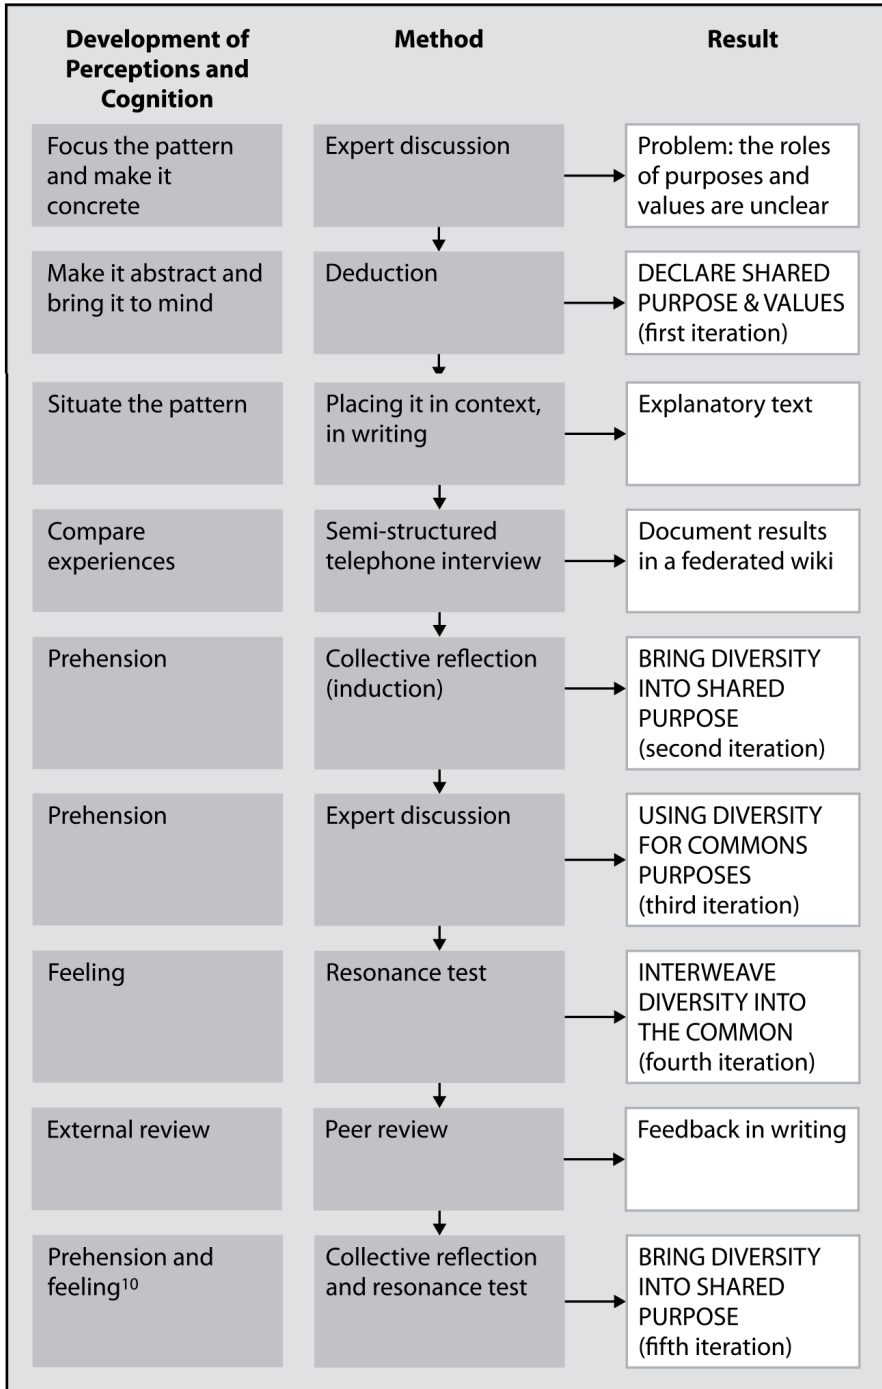 Development of
Perceptions and
Cognition
Method
Result
Focus the pattern
and make it
concrete
Expert discussion
Problem: the roles
of purposes and
values are unclear
Make it abstract and
bring it to mind
Deduction
DECLARE SHARED
PURPOSE & VALUES
(first iteration)
Situate the pattern
Placing it in context,
in writing
Explanatory text
Compare
experiences
Semi-structured
telephone interview
Document results
in a federated wiki
Prehension
Collective reflection
(induction)
BRING DIVERSITY
INTO SHARED
PURPOSE
(second iteration)
Prehension
Expert discussion
USING DIVERSITY
FOR COMMONS
PURPOSES
(third iteration)
Feeling
Resonance test
INTERWEAVE
DIVERSITY INTO
THE COMMON
(fourth iteration)
External review
Peer review
Feedback in writing
Prehension and
feeling¹⁰
Collective reflection
and resonance test
BRING DIVERSITY
INTO SHARED
PURPOSE
(fifth iteration)